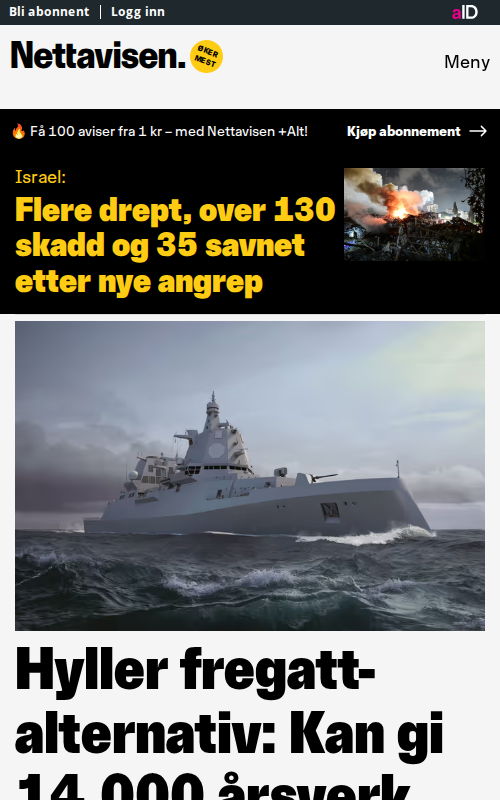 Bli abonnent
Logg inn
aID
Nettavisen.
ØKER
MEST
Meny
🔥 Få 100 aviser fra 1 kr – med Nettavisen +Alt!
Kjøp abonnement →
Israel:
Flere drept, over 130
skadd og 35 savnet
etter nye angrep
Hyller fregatt-
alternativ: Kan gi
14.000 årsverk